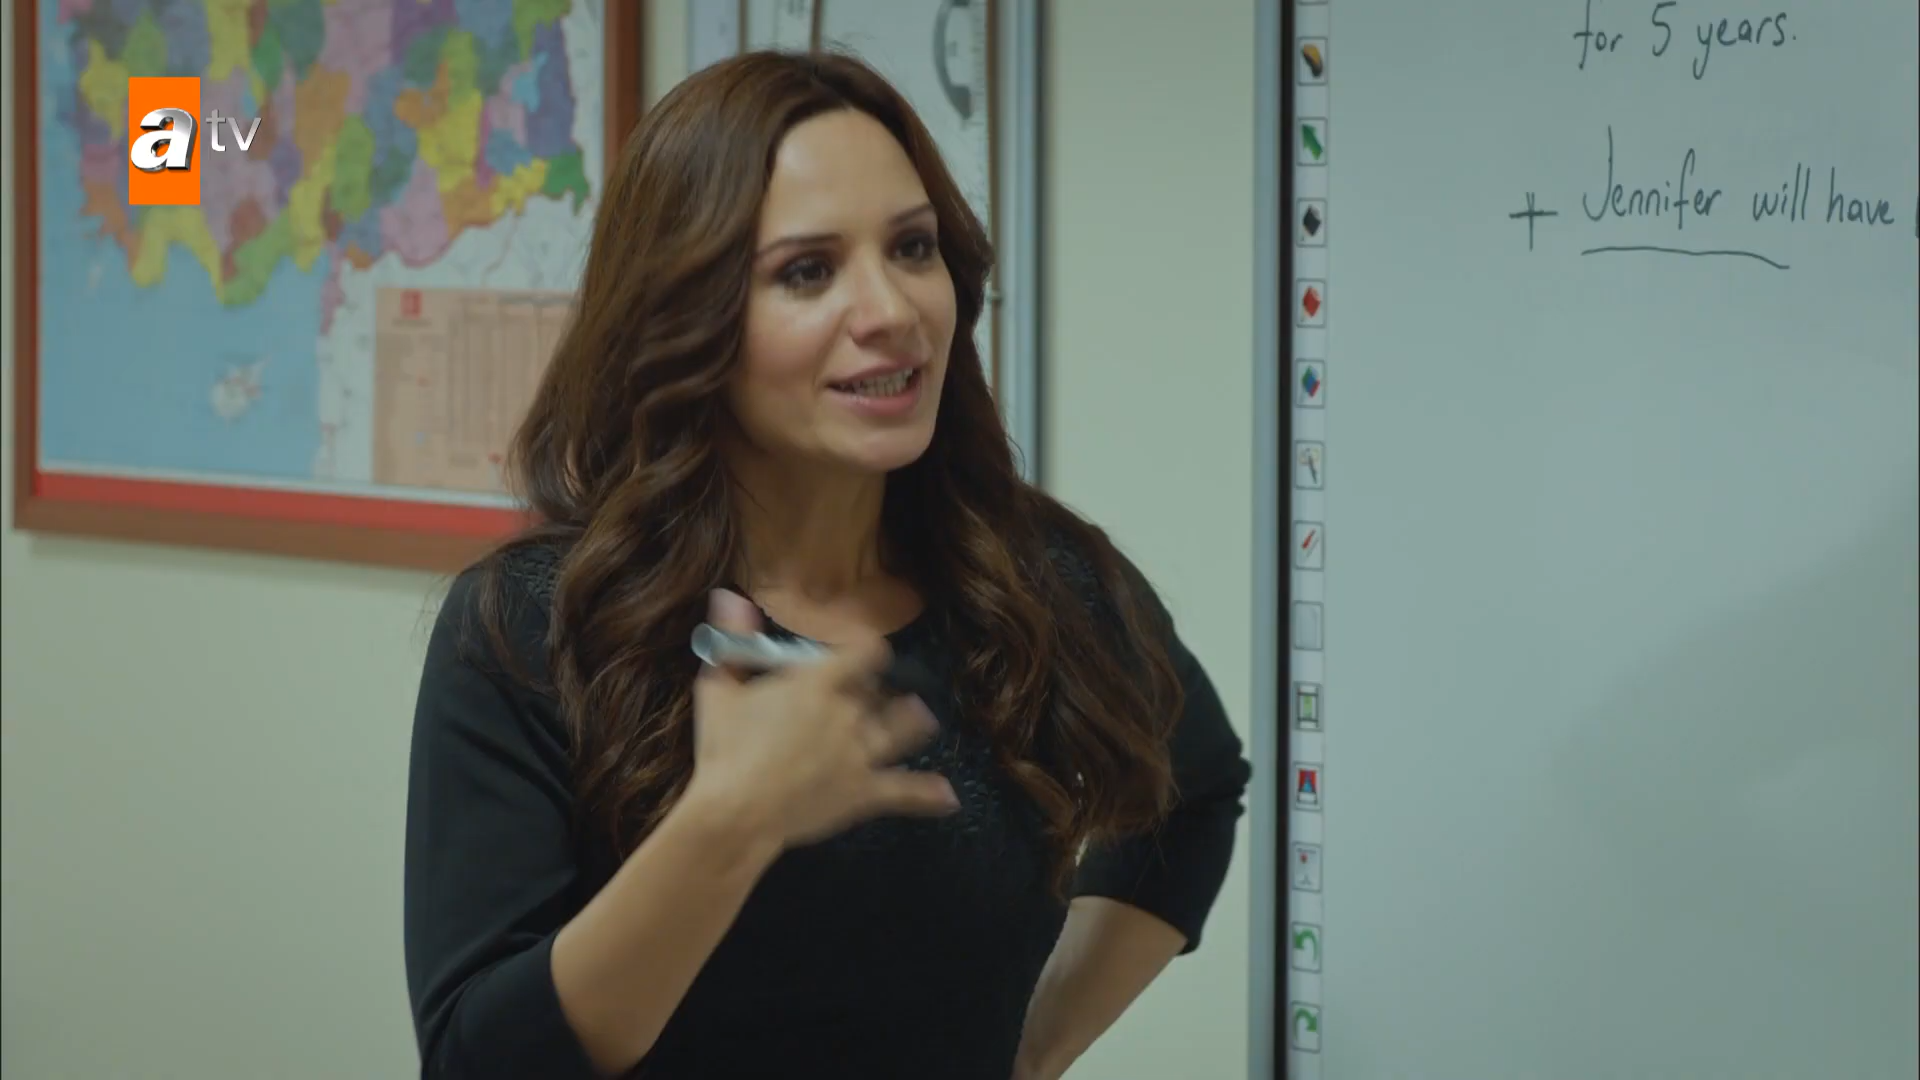 atv
for 5 years.
+ Jennifer will have